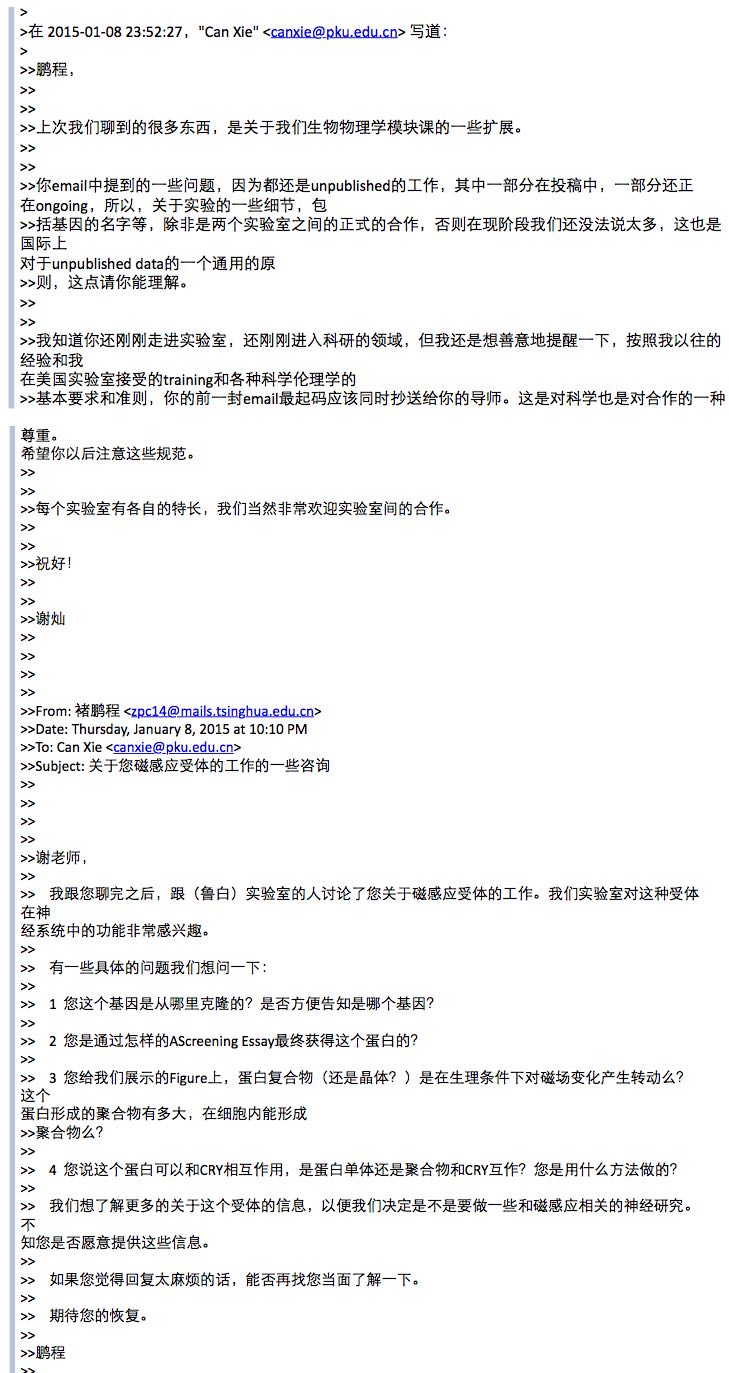 >
>在 2015-01-08 23:52:27，"Can Xie" <canxie@pku.edu.cn> 写道：
>
>>鹏程，
>>
>>
>>上次我们聊到的很多东西，是关于我们生物物理学模块课的一些扩展。
>>
>>
>>你email中提到的一些问题，因为都还是unpublished的工作，其中一部分在投稿中，一部分还正
在ongoing，所以，关于实验的一些细节，包
>>括基因的名字等，除非是两个实验室之间的正式的合作，否则在现阶段我们还没法说太多，这也是
国际上
对于unpublished data的一个通用的原
>>则，这点请你能理解。
>>
>>
>>我知道你还刚刚走进实验室，还刚刚进入科研的领域，但我还是想善意地提醒一下，按照我以往的
经验和我
在美国实验室接受的training和各种科学伦理学的
>>基本要求和准则，你的前一封email最起码应该同时抄送给你的导师。这是对科学也是对合作的一种
尊重。
希望你以后注意这些规范。
>>
>>
>>每个实验室有各自的特长，我们当然非常欢迎实验室间的合作。
>>
>>
>>祝好！
>>
>>
>>谢灿
>>
>>
>>
>>
>>From: 褚鹏程 <zpc14@mails.tsinghua.edu.cn>
>>Date: Thursday, January 8, 2015 at 10:10 PM
>>To: Can Xie <canxie@pku.edu.cn>
>>Subject: 关于您磁感应受体的工作的一些咨询
>>
>>
>>
>>
>>谢老师，
>>
>>   我跟您聊完之后，跟（鲁白）实验室的人讨论了您关于磁感应受体的工作。我们实验室对这种受体
在神
经系统中的功能非常感兴趣。
>>
>>   有一些具体的问题我们想问一下：
>>
>>   1  您这个基因是从哪里克隆的？是否方便告知是哪个基因？
>>
>>   2  您是通过怎样的AScreening Essay最终获得这个蛋白的？
>>
>>   3  您给我们展示的Figure上，蛋白复合物（还是晶体？）是在生理条件下对磁场变化产生转动么？
这个
蛋白形成的聚合物有多大，在细胞内能形成
>>聚合物么？
>>
>>   4  您说这个蛋白可以和CRY相互作用，是蛋白单体还是聚合物和CRY互作？您是用什么方法做的？
>>
>>   我们想了解更多的关于这个受体的信息，以便我们决定是不是要做一些和磁感应相关的神经研究。
不
知您是否愿意提供这些信息。
>>
>>   如果您觉得回复太麻烦的话，能否再找您当面了解一下。
>>
>>   期待您的恢复。
>>
>>鹏程
>>